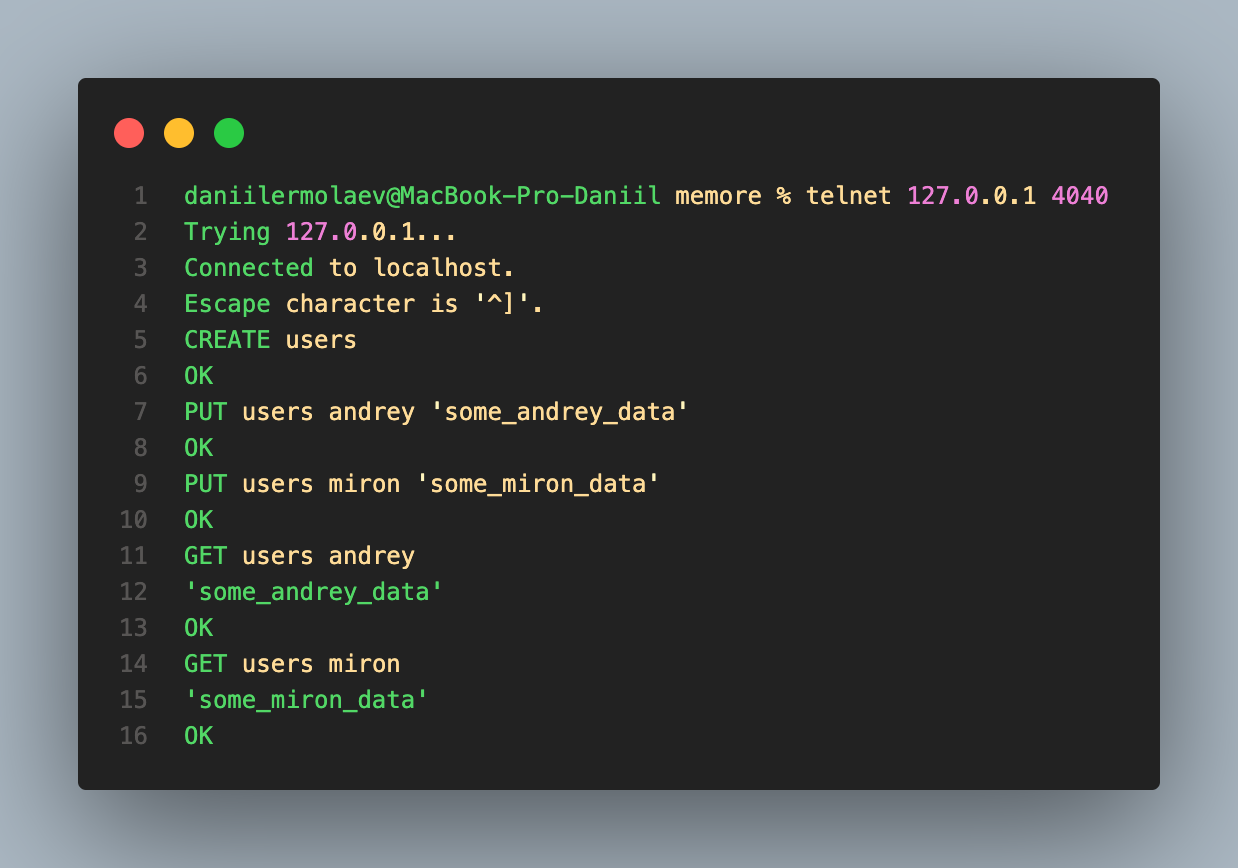 1 daniilermolaev@MacBook-Pro-Daniil memore % telnet 127.0.0.1 4040
2 Trying 127.0.0.1...
3 Connected to localhost.
4 Escape character is '^]'.
5 CREATE users
6 OK
7 PUT users andrey 'some_andrey_data'
8 OK
9 PUT users miron 'some_miron_data'
10 OK
11 GET users andrey
12 'some_andrey_data'
13 OK
14 GET users miron
15 'some_miron_data'
16 OK